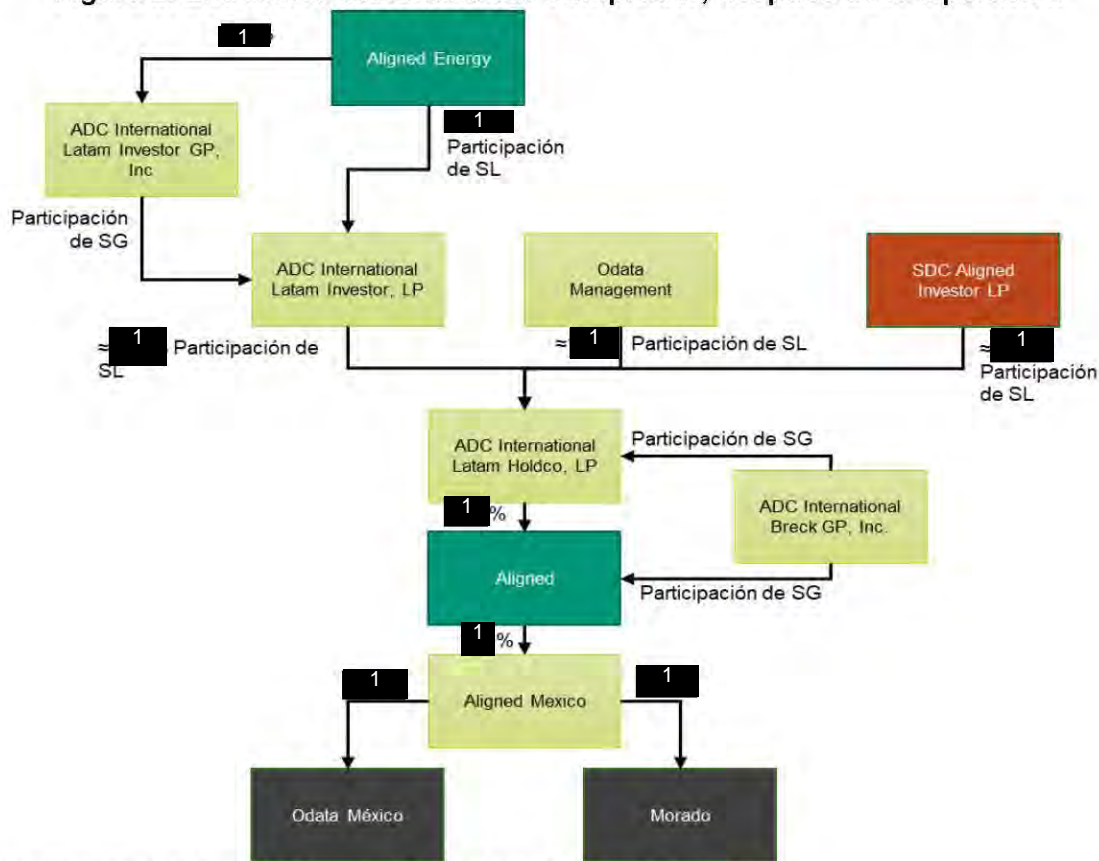 1
Aligned Energy
ADC International
Latam Investor GP,
Inc
1
Participación
de SL
Participación
de SG
ADC International
Latam Investor, LP
Odata
Management
SDC Aligned
Investor LP
≈ 1 Participación de
SL
≈ 1 Participación de SL
≈ 1
Participación
de SL
ADC International
Latam Holdco, LP
Participación de SG
ADC International
Breck GP, Inc.
1 %
Aligned
Participación de SG
1 %
Aligned Mexico
1
1
Odata México
Morado